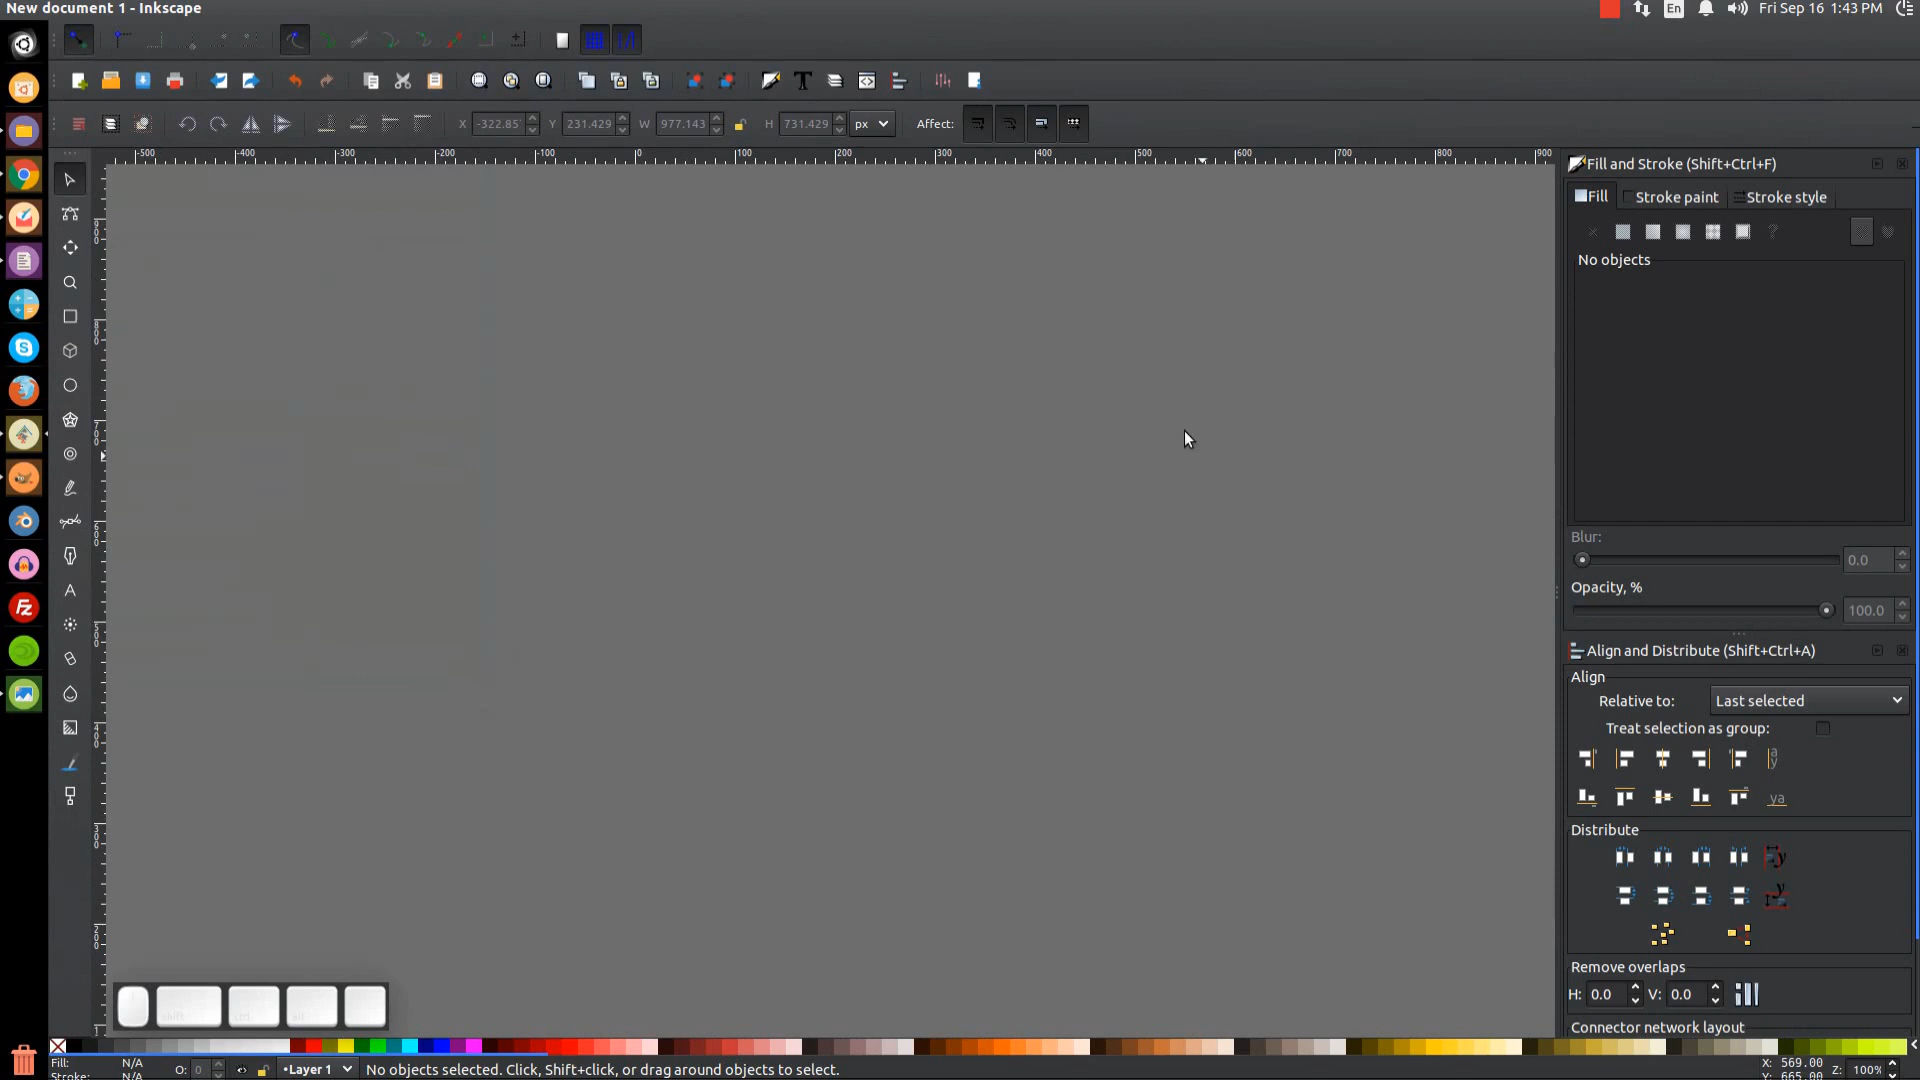 New document 1 - Inkscape
En
Fri Sep 16 1:43 PM
X -322.85 Y 231.429 W 977.143 H 731.429 px Affect:
-500 -400 -300 -200 -100 0 100 200 300 400 500 600 700 800 900
Fill and Stroke (Shift+Ctrl+F)
Fill Stroke paint Stroke style
No objects
Blur:
0.0
Opacity, %
100.0
Align and Distribute (Shift+Ctrl+A)
Align
Relative to: Last selected
Treat selection as group:
Distribute
Remove overlaps
H: 0.0 V: 0.0
Connector network layout
Fill: N/A
Stroke: N/A
O: 0
•Layer 1
No objects selected. Click, Shift+click, or drag around objects to select.
X: 569.00
Y: 665.00
Z: 100%